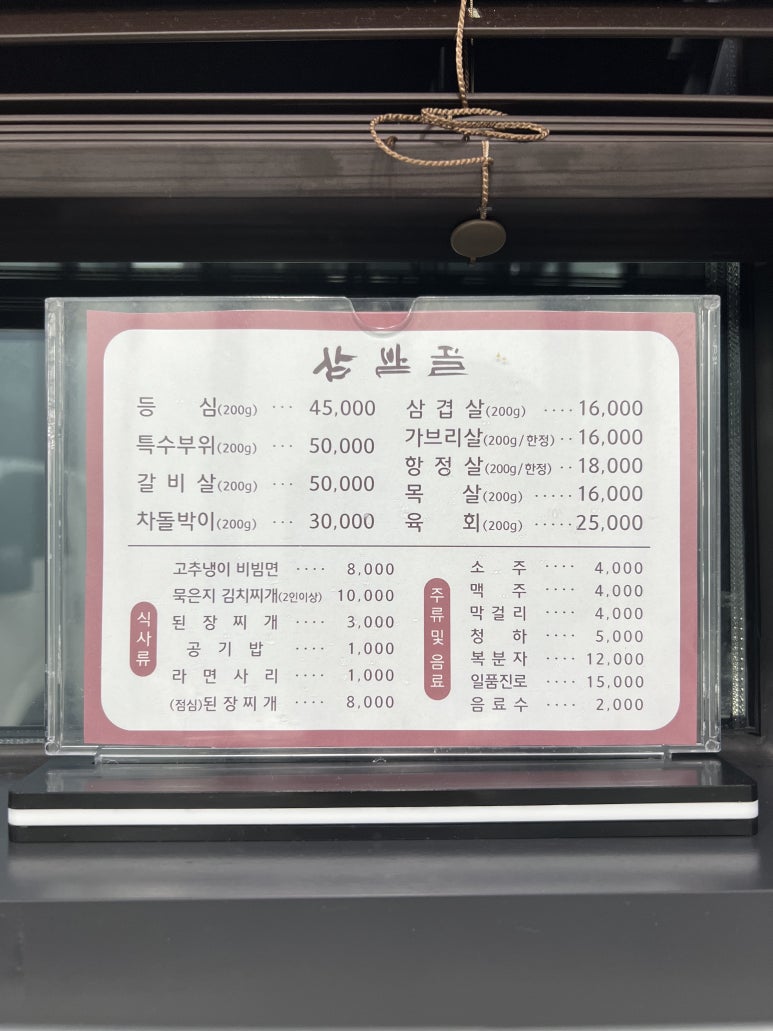 등 심(200g) ··· 45,000
특수부위(200g) ··· 50,000
갈 비 살(200g) ··· 50,000
차돌박이(200g) ··· 30,000
삼 겹 살(200g) ···· 16,000
가브리살(200g/한정) ·· 16,000
항 정 살(200g/한정) ·· 18,000
목 살(200g) ···· 16,000
육 회(200g) ····· 25,000
식사류
고추냉이 비빔면 ···· 8,000
묵은지 김치찌개(2인이상) 10,000
된 장 찌 개 ···· 3,000
공 기 밥 ···· 1,000
라 면 사 리 ···· 1,000
(점심)된 장 찌 개 ···· 8,000
주류 및 음료
소 주 ···· 4,000
맥 주 ···· 4,000
막 걸 리 ···· 4,000
청 하 ···· 5,000
복 분 자 ···· 12,000
일품진로 ···· 15,000
음 료 수 ···· 2,000